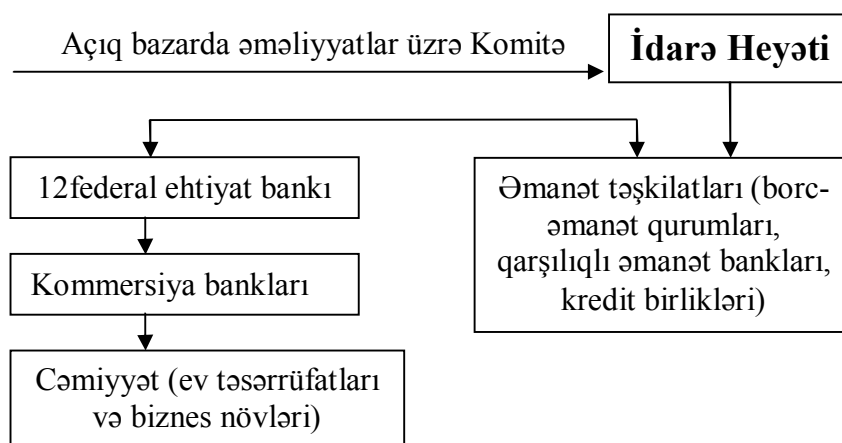 Açıq bazarda əməliyyatlar üzrə Komitə
İdarə Heyəti
12federal ehtiyat bankı
Kommersiya bankları
Cəmiyyət (ev təsərrüfatları
və biznes növləri)
Əmanət təşkilatları (borc-
əmanət qurumları,
qarşılıqlı əmanət bankları,
kredit birlikləri)